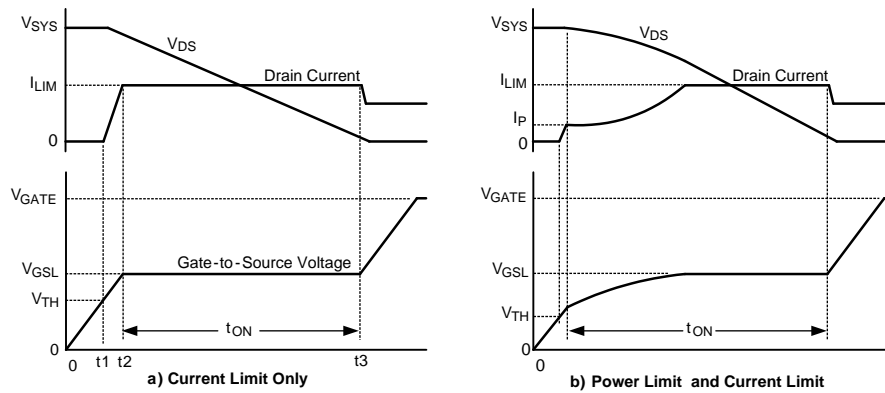 VSYS
VDS
ILIM
Drain Current
0
VGATE
VGSL
Gate-to-Source Voltage
VTH
tON
0
0
t1
t2
t3
a) Current Limit Only
VSYS
VDS
ILIM
Drain Current
IP
0
VGATE
VGSL
VTH
tON
0
0
b) Power Limit and Current Limit